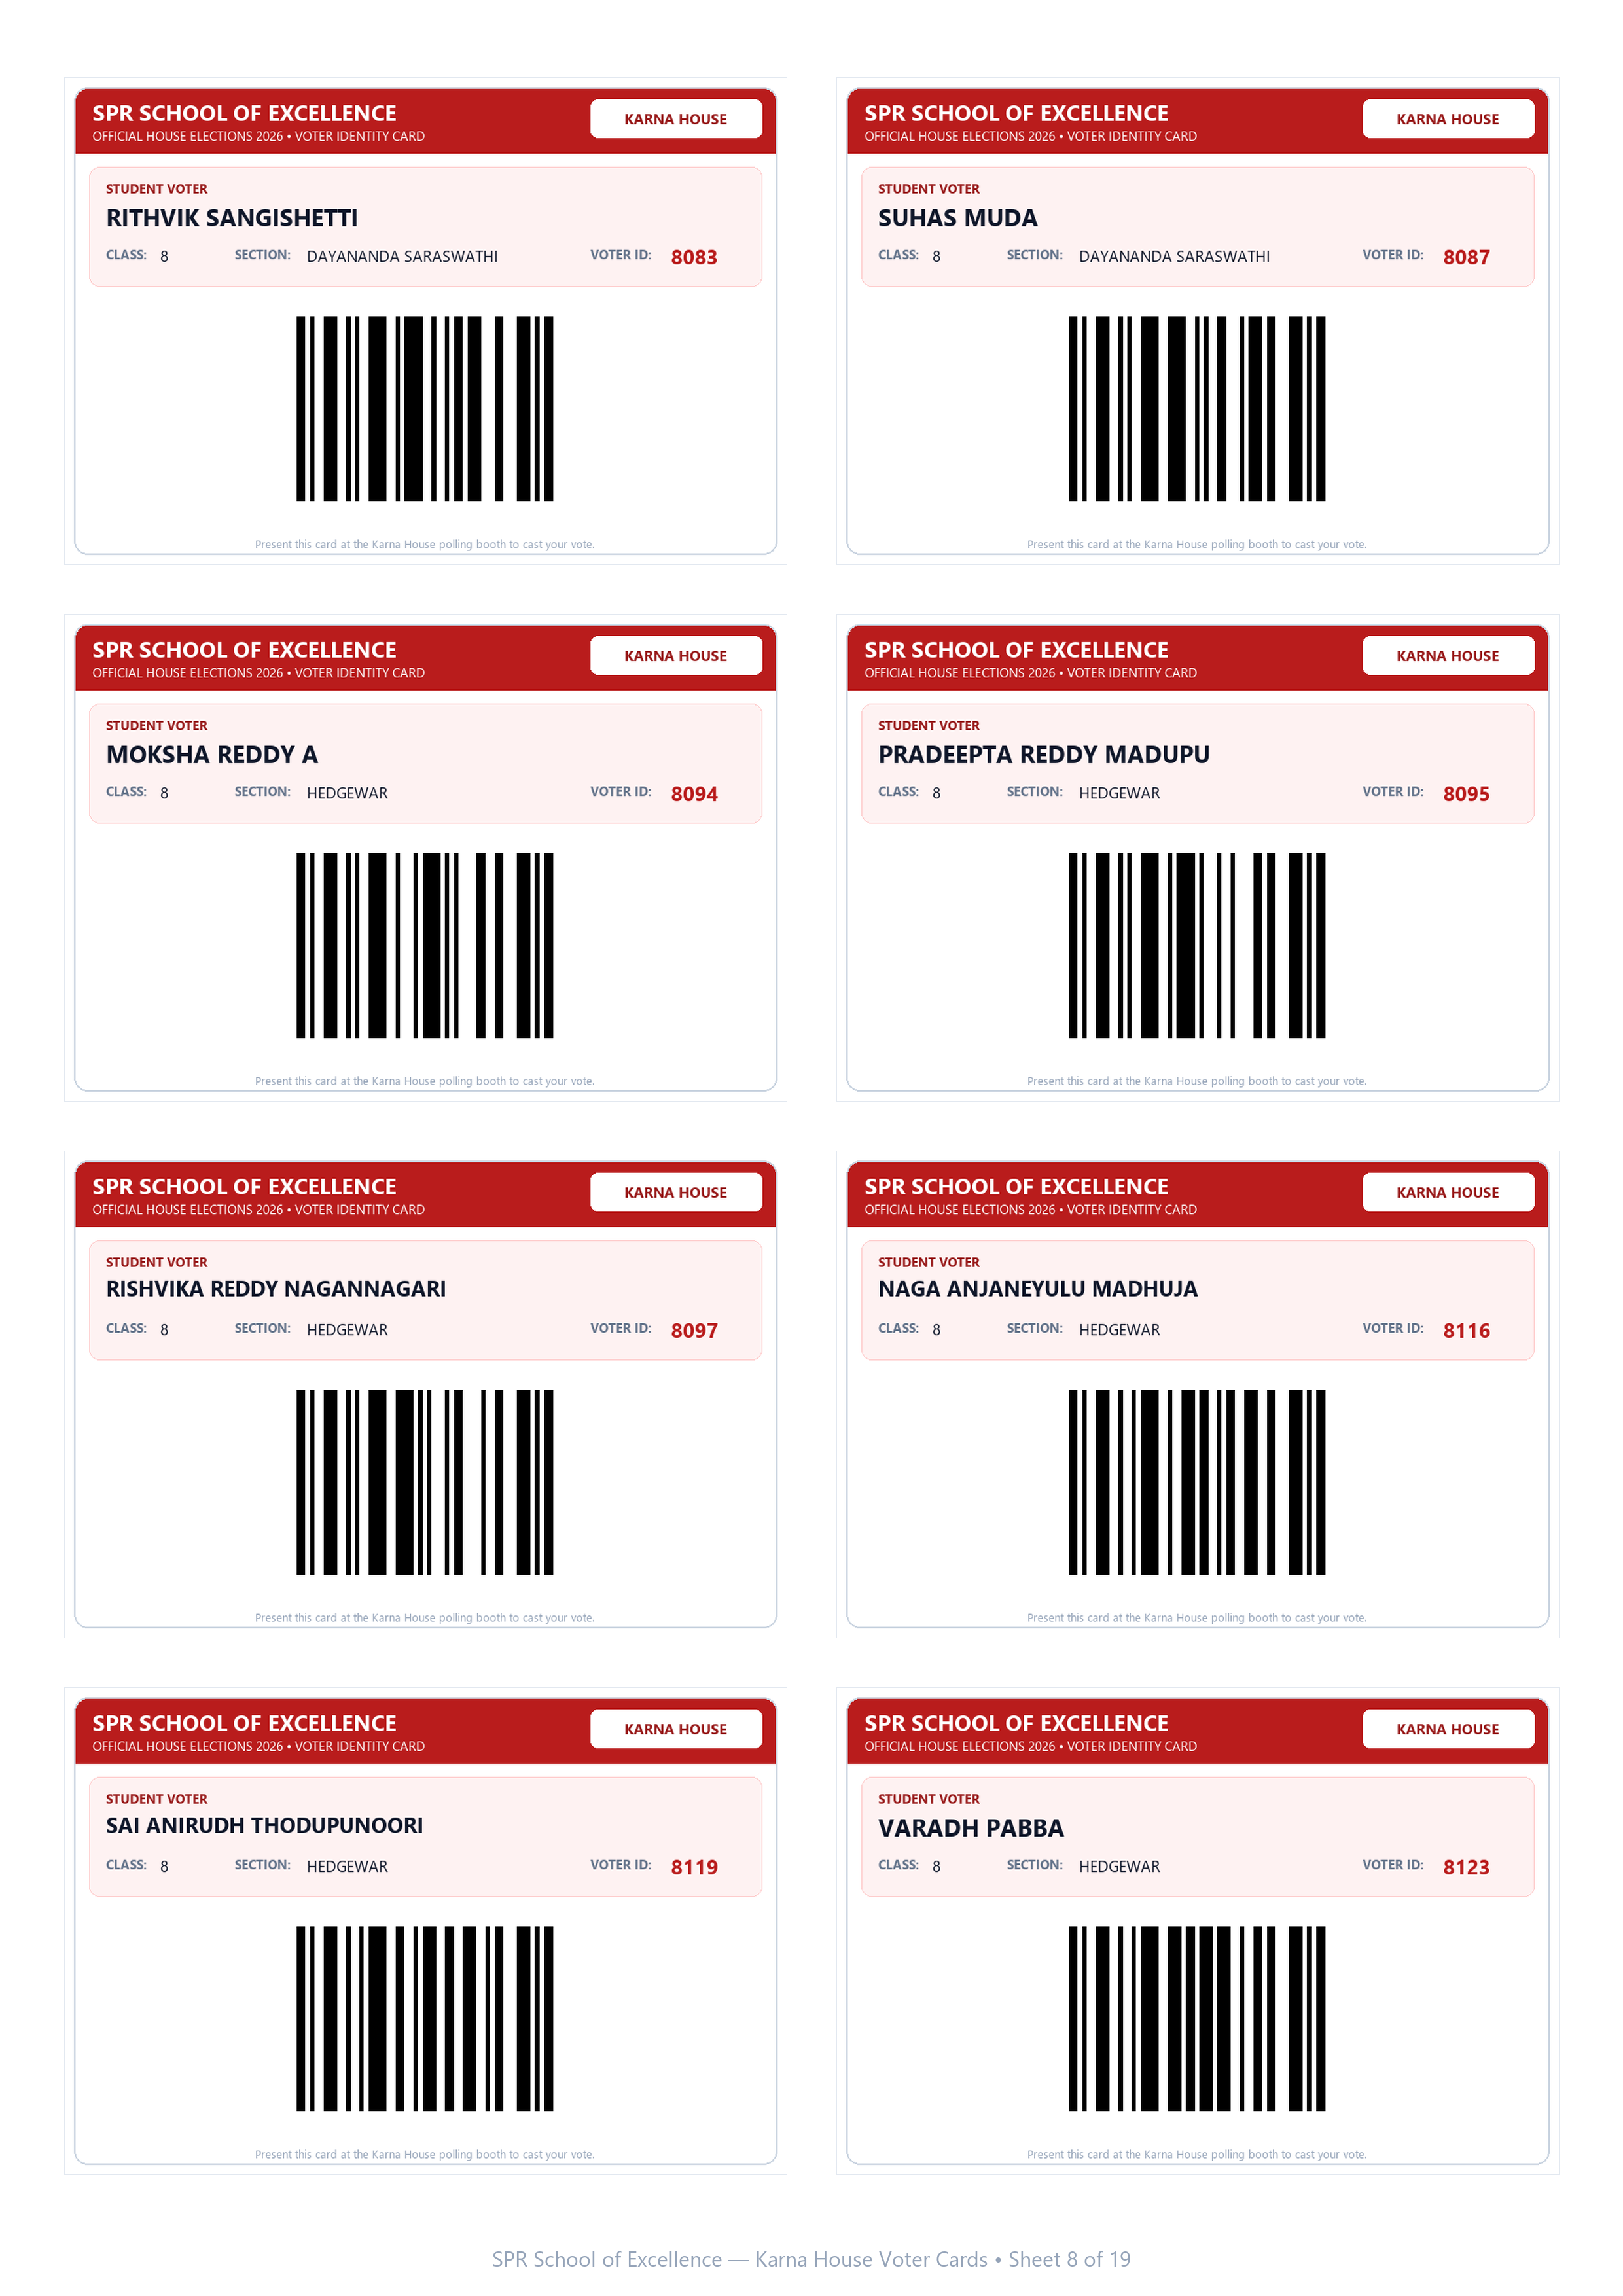 SPR SCHOOL OF EXCELLENCE
OFFICIAL HOUSE ELECTIONS 2026 • VOTER IDENTITY CARD
KARNA HOUSE
STUDENT VOTER
RITHVIK SANGISHETTI
CLASS: 8 SECTION: DAYANANDA SARASWATHI VOTER ID: 8083
Present this card at the Karna House polling booth to cast your vote.
SPR SCHOOL OF EXCELLENCE
OFFICIAL HOUSE ELECTIONS 2026 • VOTER IDENTITY CARD
KARNA HOUSE
STUDENT VOTER
SUHAS MUDA
CLASS: 8 SECTION: DAYANANDA SARASWATHI VOTER ID: 8087
Present this card at the Karna House polling booth to cast your vote.
SPR SCHOOL OF EXCELLENCE
OFFICIAL HOUSE ELECTIONS 2026 • VOTER IDENTITY CARD
KARNA HOUSE
STUDENT VOTER
MOKSHA REDDY A
CLASS: 8 SECTION: HEDGEWAR VOTER ID: 8094
Present this card at the Karna House polling booth to cast your vote.
SPR SCHOOL OF EXCELLENCE
OFFICIAL HOUSE ELECTIONS 2026 • VOTER IDENTITY CARD
KARNA HOUSE
STUDENT VOTER
PRADEEPTA REDDY MADUPU
CLASS: 8 SECTION: HEDGEWAR VOTER ID: 8095
Present this card at the Karna House polling booth to cast your vote.
SPR SCHOOL OF EXCELLENCE
OFFICIAL HOUSE ELECTIONS 2026 • VOTER IDENTITY CARD
KARNA HOUSE
STUDENT VOTER
RISHVIKA REDDY NAGANNAGARI
CLASS: 8 SECTION: HEDGEWAR VOTER ID: 8097
Present this card at the Karna House polling booth to cast your vote.
SPR SCHOOL OF EXCELLENCE
OFFICIAL HOUSE ELECTIONS 2026 • VOTER IDENTITY CARD
KARNA HOUSE
STUDENT VOTER
NAGA ANJANEYULU MADHUJA
CLASS: 8 SECTION: HEDGEWAR VOTER ID: 8116
Present this card at the Karna House polling booth to cast your vote.
SPR SCHOOL OF EXCELLENCE
OFFICIAL HOUSE ELECTIONS 2026 • VOTER IDENTITY CARD
KARNA HOUSE
STUDENT VOTER
SAI ANIRUDH THODUPUNOORI
CLASS: 8 SECTION: HEDGEWAR VOTER ID: 8119
Present this card at the Karna House polling booth to cast your vote.
SPR SCHOOL OF EXCELLENCE
OFFICIAL HOUSE ELECTIONS 2026 • VOTER IDENTITY CARD
KARNA HOUSE
STUDENT VOTER
VARADH PABBA
CLASS: 8 SECTION: HEDGEWAR VOTER ID: 8123
Present this card at the Karna House polling booth to cast your vote.
SPR School of Excellence — Karna House Voter Cards • Sheet 8 of 19